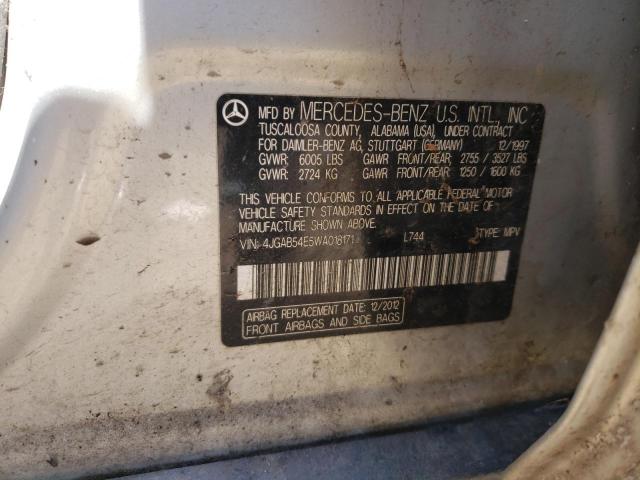 MFD BY MERCEDES-BENZ U.S. INTL., INC
TUSCALOOSA COUNTY, ALABAMA (USA), UNDER CONTRACT
FOR DAIMLER-BENZ AG, STUTTGART (GERMANY) 12/1997
GVWR: 6005 LBS GAWR FRONT/REAR: 2755 / 3527 LBS
GVWR: 2724 KG GAWR FRONT/REAR: 1250 / 1600 KG
THIS VEHICLE CONFORMS TO ALL APPLICABLE FEDERAL MOTOR
VEHICLE SAFETY STANDARDS IN EFFECT ON THE DATE OF
MANUFACTURE SHOWN ABOVE.
VIN: 4JGAB54E5WA018171 L744 TYPE: MPV
AIRBAG REPLACEMENT DATE: 12/2012
FRONT AIRBAGS AND SIDE BAGS